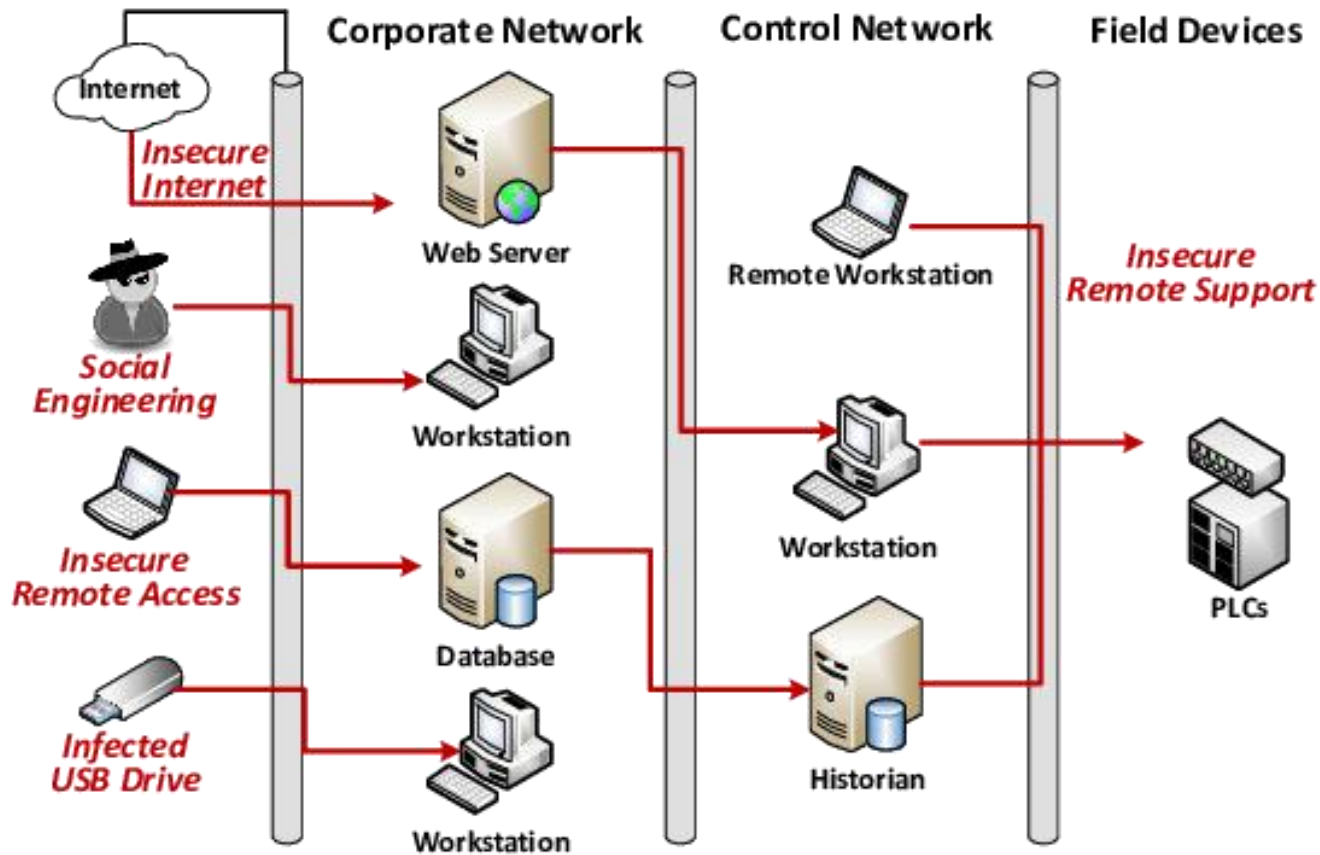 Corporate Network
Control Network
Field Devices
Internet
Insecure
Internet
Web Server
Remote Workstation
Insecure
Remote Support
Social
Engineering
Workstation
Workstation
Insecure
Remote Access
Database
PLCs
Infected
USB Drive
Historian
Workstation